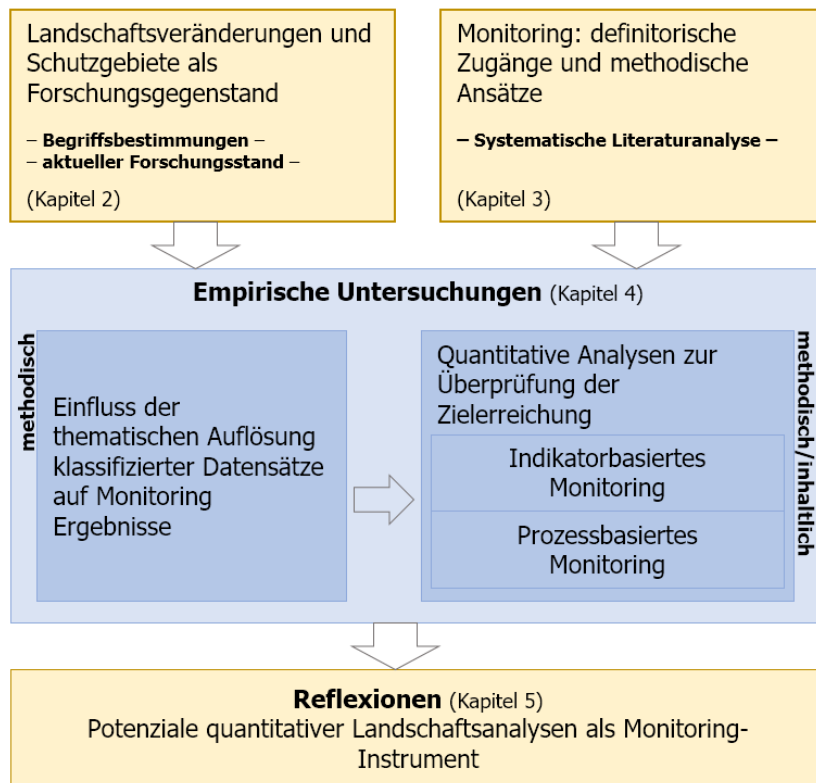 Landschaftsveränderungen und
Schutzgebiete als
Forschungsgegenstand
– Begriffsbestimmungen –
– aktueller Forschungsstand –
(Kapitel 2)
Monitoring: definitorische
Zugänge und methodische
Ansätze
– Systematische Literaturanalyse –
(Kapitel 3)
Empirische Untersuchungen (Kapitel 4)
methodisch
Einfluss der
thematischen Auflösung
klassifizierter Datensätze
auf Monitoring
Ergebnisse
Quantitative Analysen zur
Überprüfung der
Zielerreichung
Indikatorbasiertes
Monitoring
Prozessbasiertes
Monitoring
methodisch/inhaltlich
Reflexionen (Kapitel 5)
Potenziale quantitativer Landschaftsanalysen als Monitoring-
Instrument